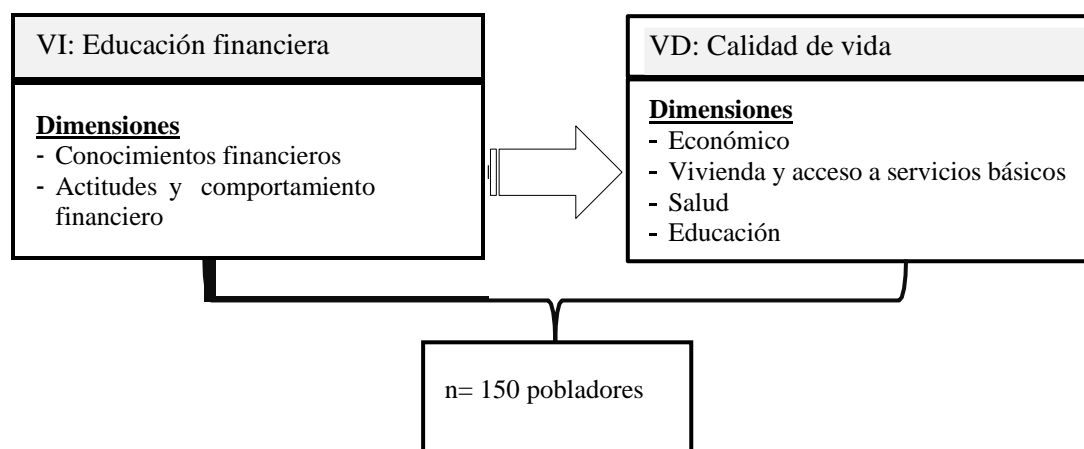 VI: Educación financiera
Dimensiones
- Conocimientos financieros
- Actitudes y comportamiento
financiero
VD: Calidad de vida
Dimensiones
- Económico
- Vivienda y acceso a servicios básicos
- Salud
- Educación
n= 150 pobladores